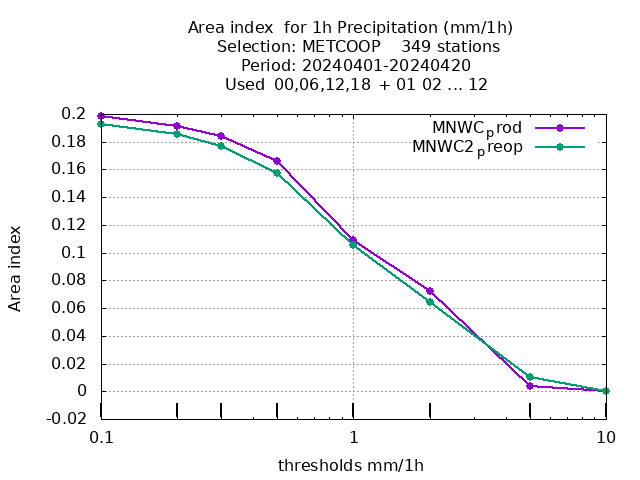 Area index  for 1h Precipitation (mm/1h)
Selection: METCOOP    349 stations
Period: 20240401-20240420
Used  00,06,12,18  + 01 02 ... 12
MNWCprod
MNWC2preop
0.2
0.18
0.16
0.14
0.12
0.1
0.08
0.06
0.04
0.02
0
-0.02
Area index
0.1 1 10
thresholds mm/1h